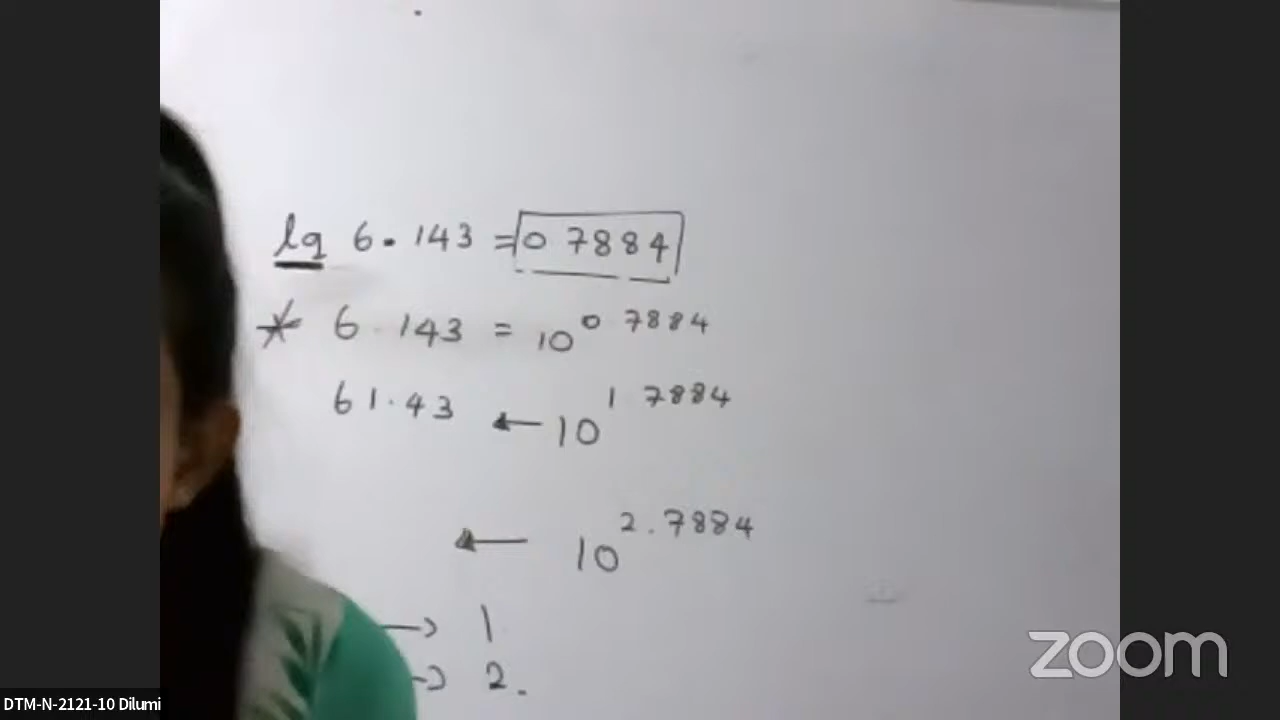 lg 6.143 = 0 7884
* 6.143 = 10^0 7884
61.43 ← 10^1 7884
← 10^2.7884
→ 1
→ 2.
zoom
DTM-N-2121-10 Dilumi